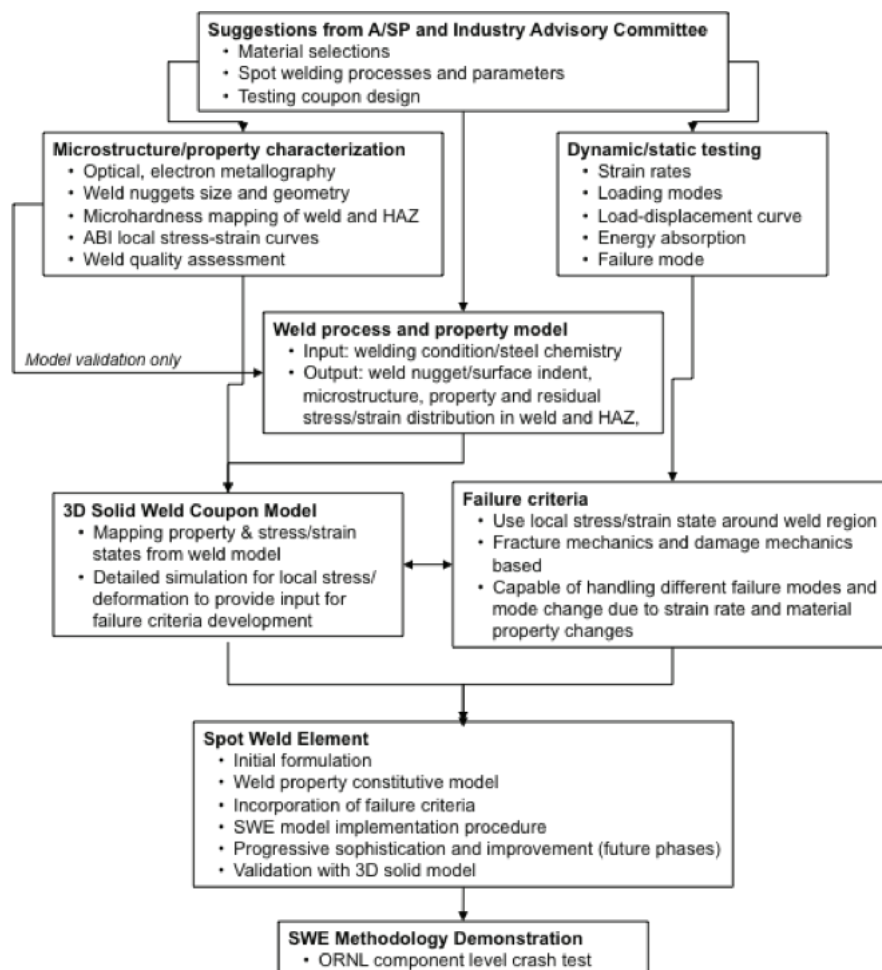 Suggestions from A/SP and Industry Advisory Committee
• Material selections
• Spot welding processes and parameters
• Testing coupon design
Microstructure/property characterization
• Optical, electron metallography
• Weld nuggets size and geometry
• Microhardness mapping of weld and HAZ
• ABI local stress-strain curves
• Weld quality assessment
Dynamic/static testing
• Strain rates
• Loading modes
• Load-displacement curve
• Energy absorption
• Failure mode
Model validation only
Weld process and property model
• Input: welding condition/steel chemistry
• Output: weld nugget/surface indent,
microstructure, property and residual
stress/strain distribution in weld and HAZ,
3D Solid Weld Coupon Model
• Mapping property & stress/strain
states from weld model
• Detailed simulation for local stress/
deformation to provide input for
failure criteria development
Failure criteria
• Use local stress/strain state around weld region
• Fracture mechanics and damage mechanics
based
• Capable of handling different failure modes and
mode change due to strain rate and material
property changes
Spot Weld Element
• Initial formulation
• Weld property constitutive model
• Incorporation of failure criteria
• SWE model implementation procedure
• Progressive sophistication and improvement (future phases)
• Validation with 3D solid model
SWE Methodology Demonstration
• ORNL component level crash test